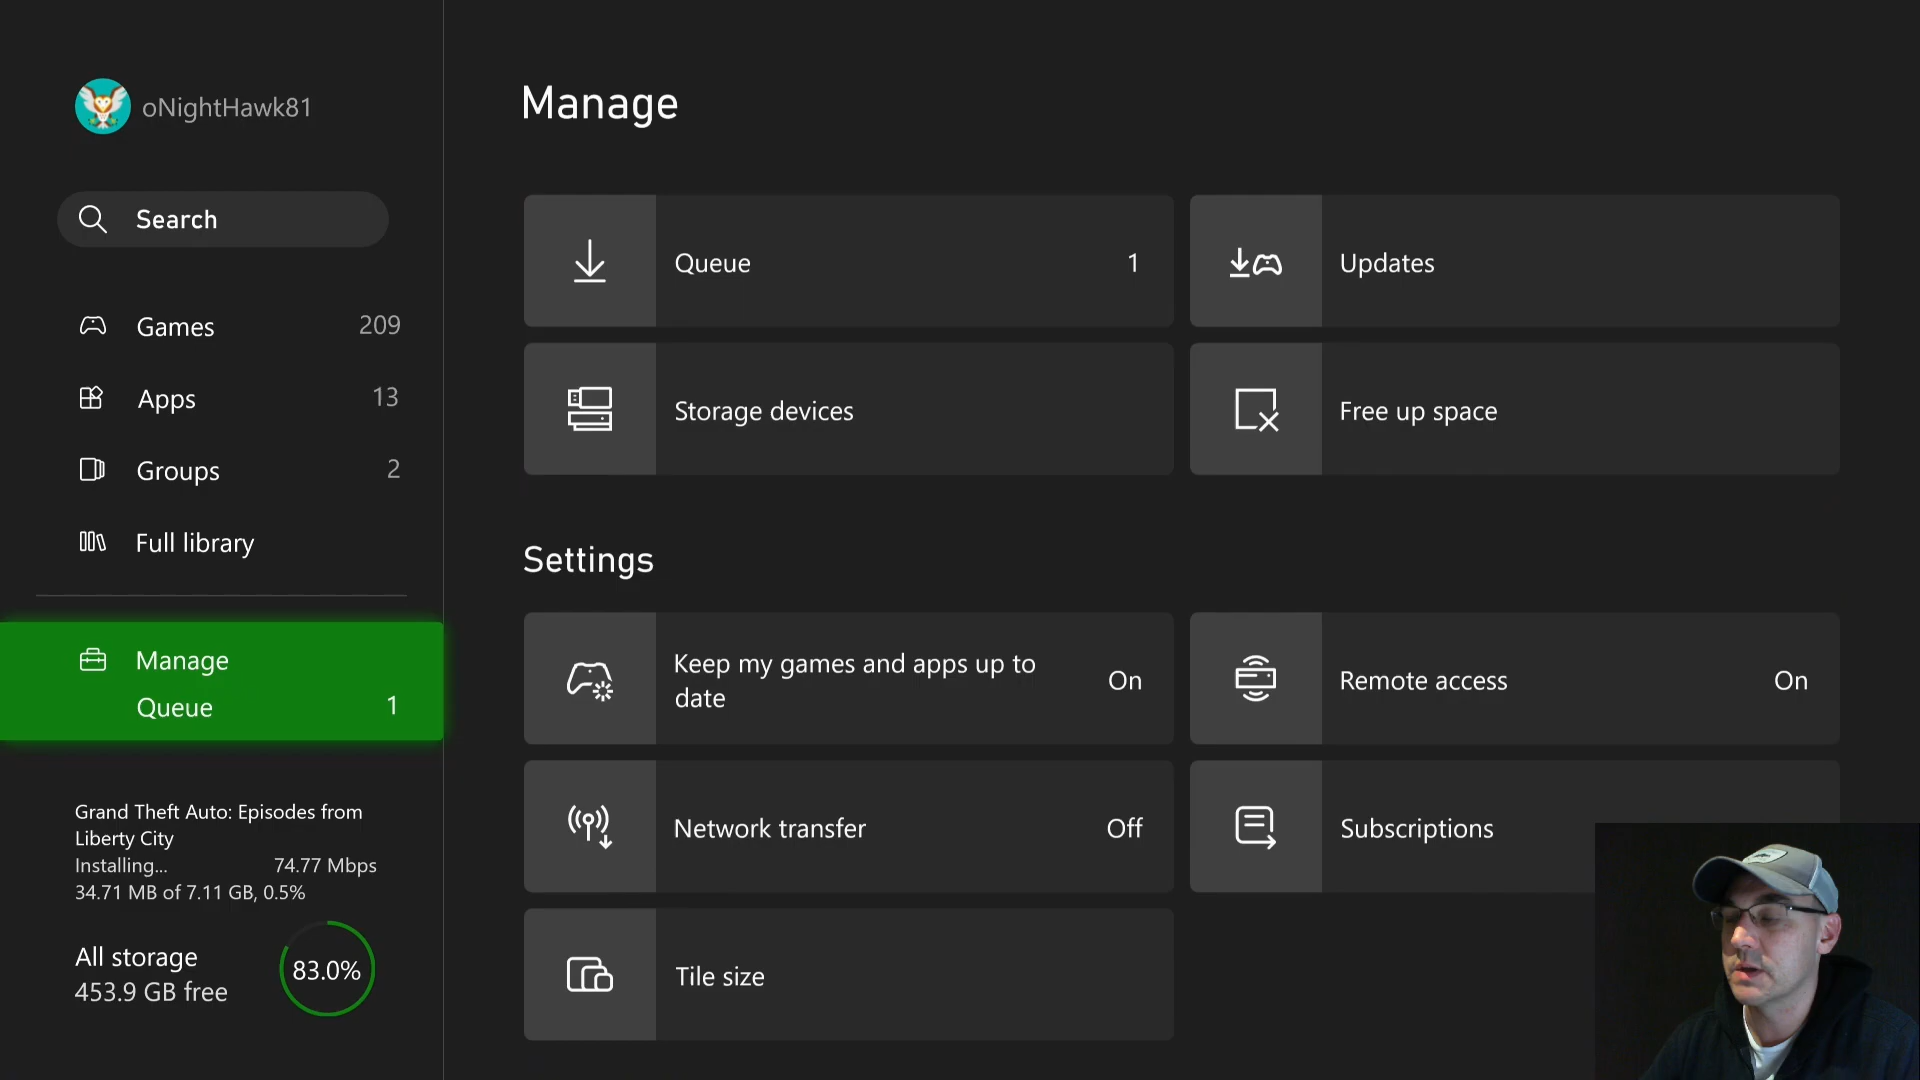 oNightHawk81
Search
Games 209
Apps 13
Groups 2
Full library
Manage
Queue 1
Grand Theft Auto: Episodes from
Liberty City
Installing... 74.77 Mbps
34.71 MB of 7.11 GB, 0.5%
All storage
453.9 GB free
83.0%
Manage
Queue 1
Updates
Storage devices
Free up space
Settings
Keep my games and apps up to
date
On
Remote access On
Network transfer Off
Subscriptions
Tile size